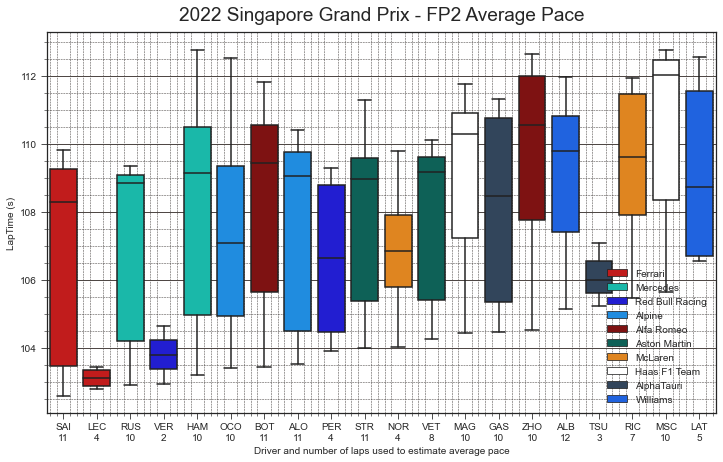 2022 Singapore Grand Prix - FP2 Average Pace
LapTime (s)
112
110
108
106
104
Ferrari
Mercedes
Red Bull Racing
Alpine
Alfa Romeo
Aston Martin
McLaren
Haas F1 Team
AlphaTauri
Williams
SAI LEC RUS VER HAM OCO BOT ALO PER STR NOR VET MAG GAS ZHO ALB TSU RIC MSC LAT
11 4 10 2 10 10 11 11 4 11 4 8 10 10 10 12 3 7 10 5
Driver and number of laps used to estimate average pace